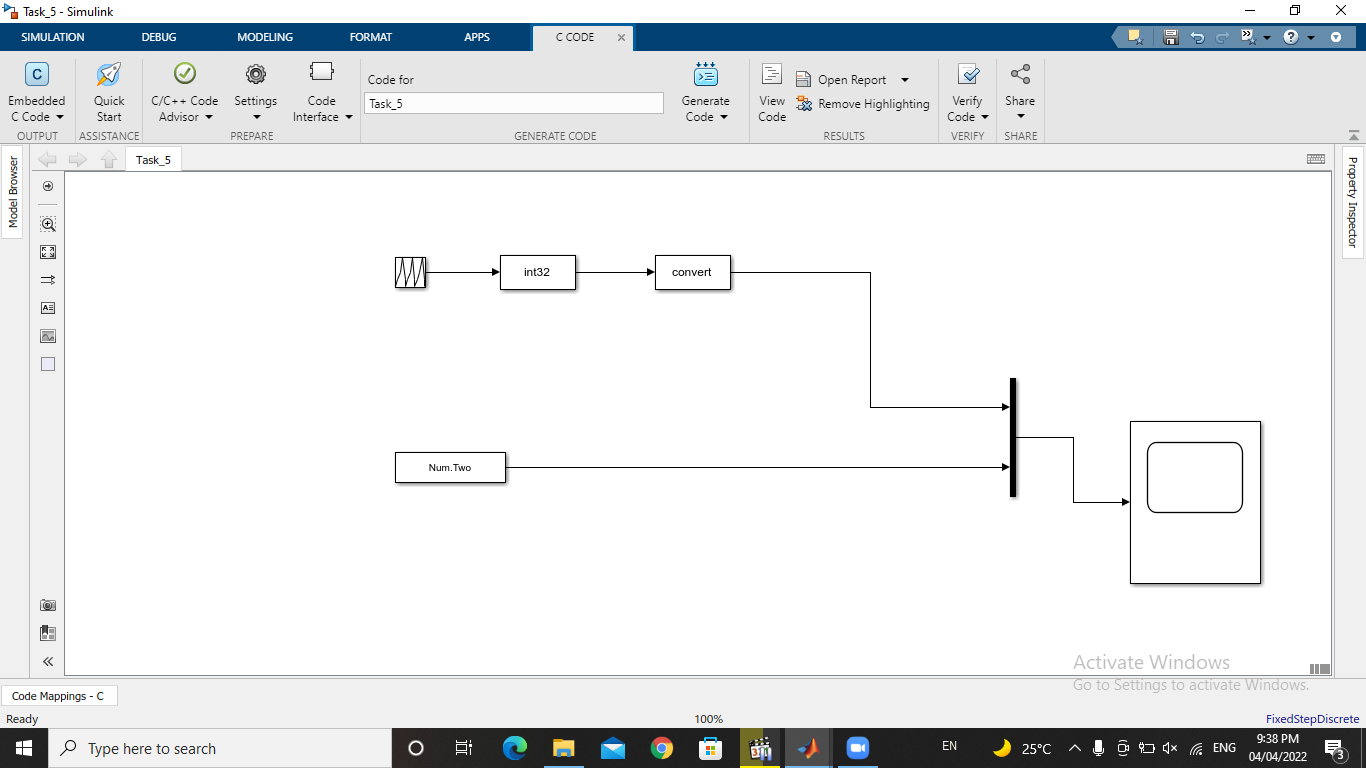 Task_5 - Simulink
SIMULATION DEBUG MODELING FORMAT APPS C CODE
Embedded
C Code
OUTPUT
Quick
Start
ASSISTANCE
C/C++ Code
Advisor
Settings
Code
Interface
PREPARE
Code for
Task_5
Generate
Code
GENERATE CODE
View
Code
Open Report
Remove Highlighting
RESULTS
Verify
Code
VERIFY
Share
SHARE
Model Browser
Task_5
Property Inspector
int32
convert
Num.Two
Activate Windows
Go to Settings to activate Windows.
Code Mappings - C
Ready
100%
FixedStepDiscrete
Type here to search
EN
25°C
ENG
9:38 PM
04/04/2022
3